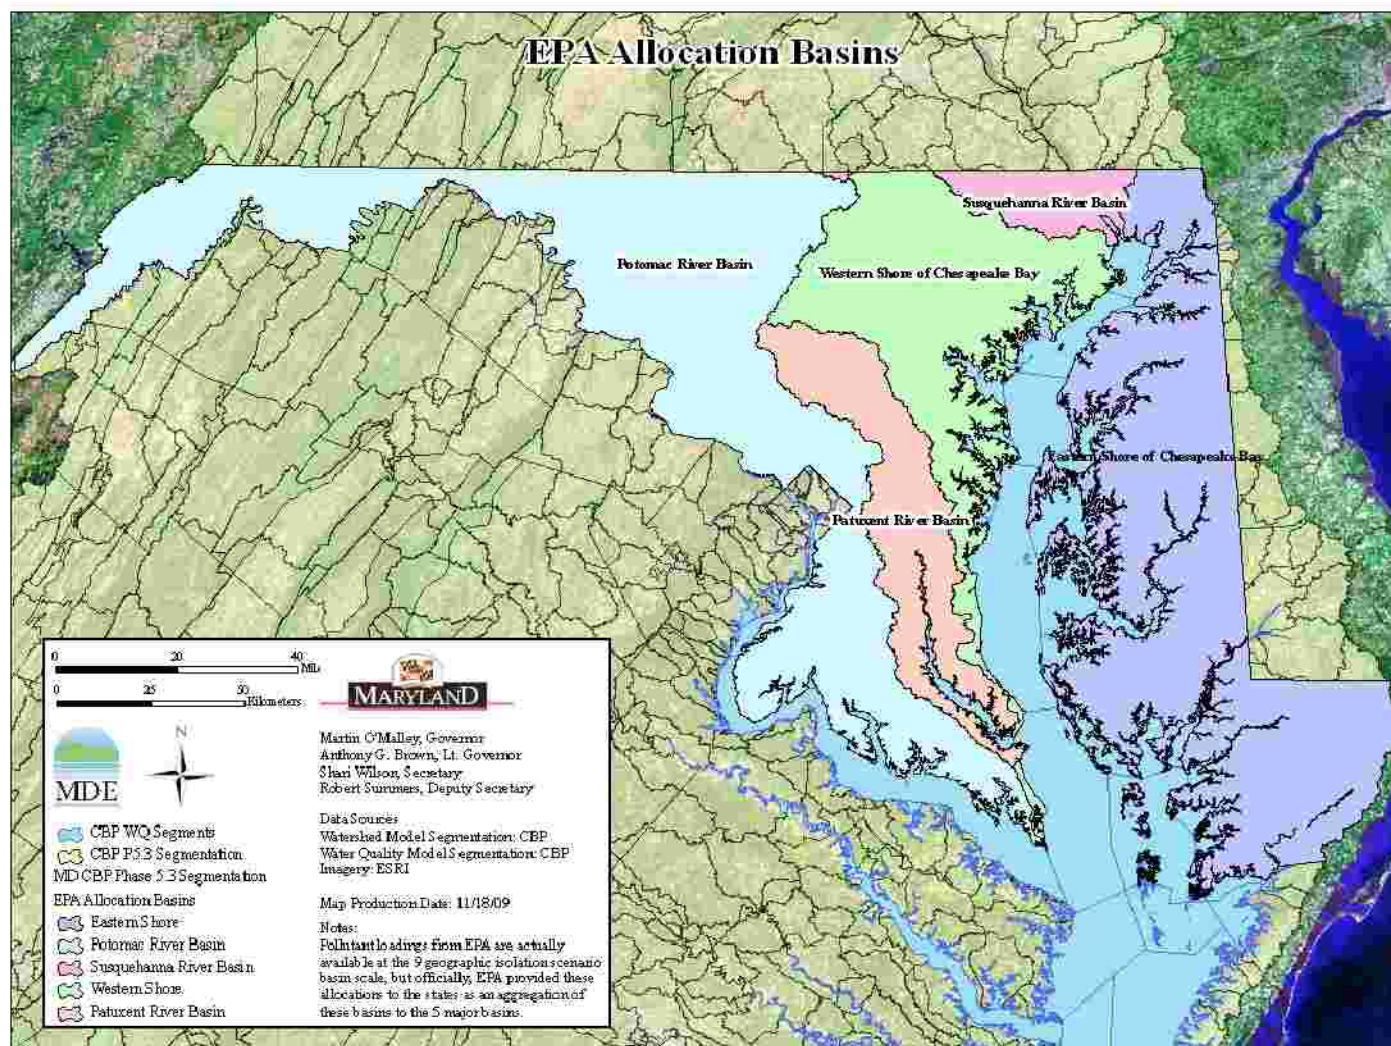 EPA Allocation Basins
Susquehanna River Basin
Potomac River Basin
Western Shore of Chesapeake Bay
Eastern Shore of Chesapeake Bay
Patuxent River Basin
0 20 40
Miles
0 25 50
Kilometers
MARYLAND
N
MDE
Martin O'Malley, Governor
Anthony G. Brown, Lt. Governor
Shari Wilson, Secretary
Robert Summers, Deputy Secretary
Data Sources
Watershed Model Segmentation: CBP
Water Quality Model Segmentation: CBP
Imagery: ESRI
Map Production Date: 11/18/09
Notes:
Pollutant loadings from EPA are actually
available at the 9 geographic isolation scenario
basin scale, but officially, EPA provided these
allocations to the states as an aggregation of
these basins to the 5 major basins.
CBP WQ Segments
CBP P5.3 Segmentation
MD CBP Phase 5.3 Segmentation
EPA Allocation Basins
Eastern Shore
Potomac River Basin
Susquehanna River Basin
Western Shore
Patuxent River Basin